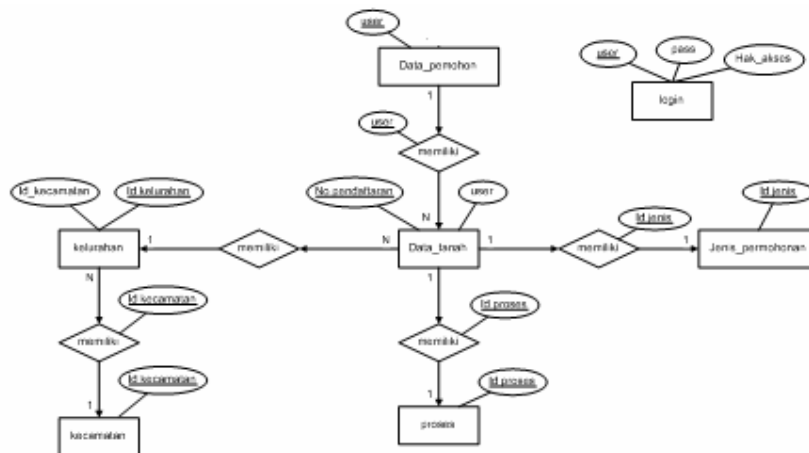 user
Data_pemohon
pass
user
Hak_akses
login
1
user
memiliki
N
Id_kecamatan
Id.kelurahan
No.pendaftaran
user
Id.jenis
Id.jenis
kelurahan
1
memiliki
N
Data_tanah
1
memiliki
1
Jenis_permohonan
N
1
Id.kecamatan
Id.proses
memiliki
memiliki
Id.kecamatan
Id.proses
1
1
kecamatan
proses